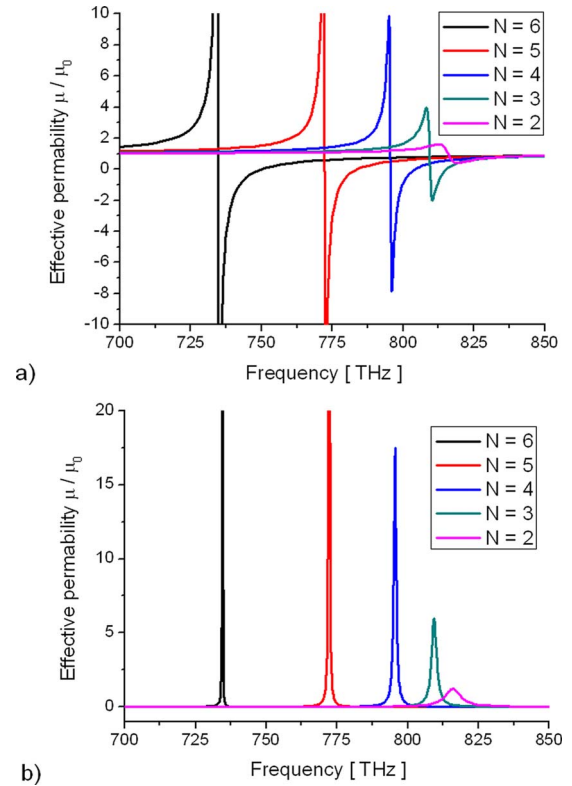 10
8
6
4
2
0
-2
-4
-6
-8
-10
Effective permability μ / μ0
N = 6
N = 5
N = 4
N = 3
N = 2
700 725 750 775 800 825 850
Frequency [ THz ]
a)
20
15
10
5
0
Effective permability μ / μ0
N = 6
N = 5
N = 4
N = 3
N = 2
700 725 750 775 800 825 850
Frequency [ THz ]
b)